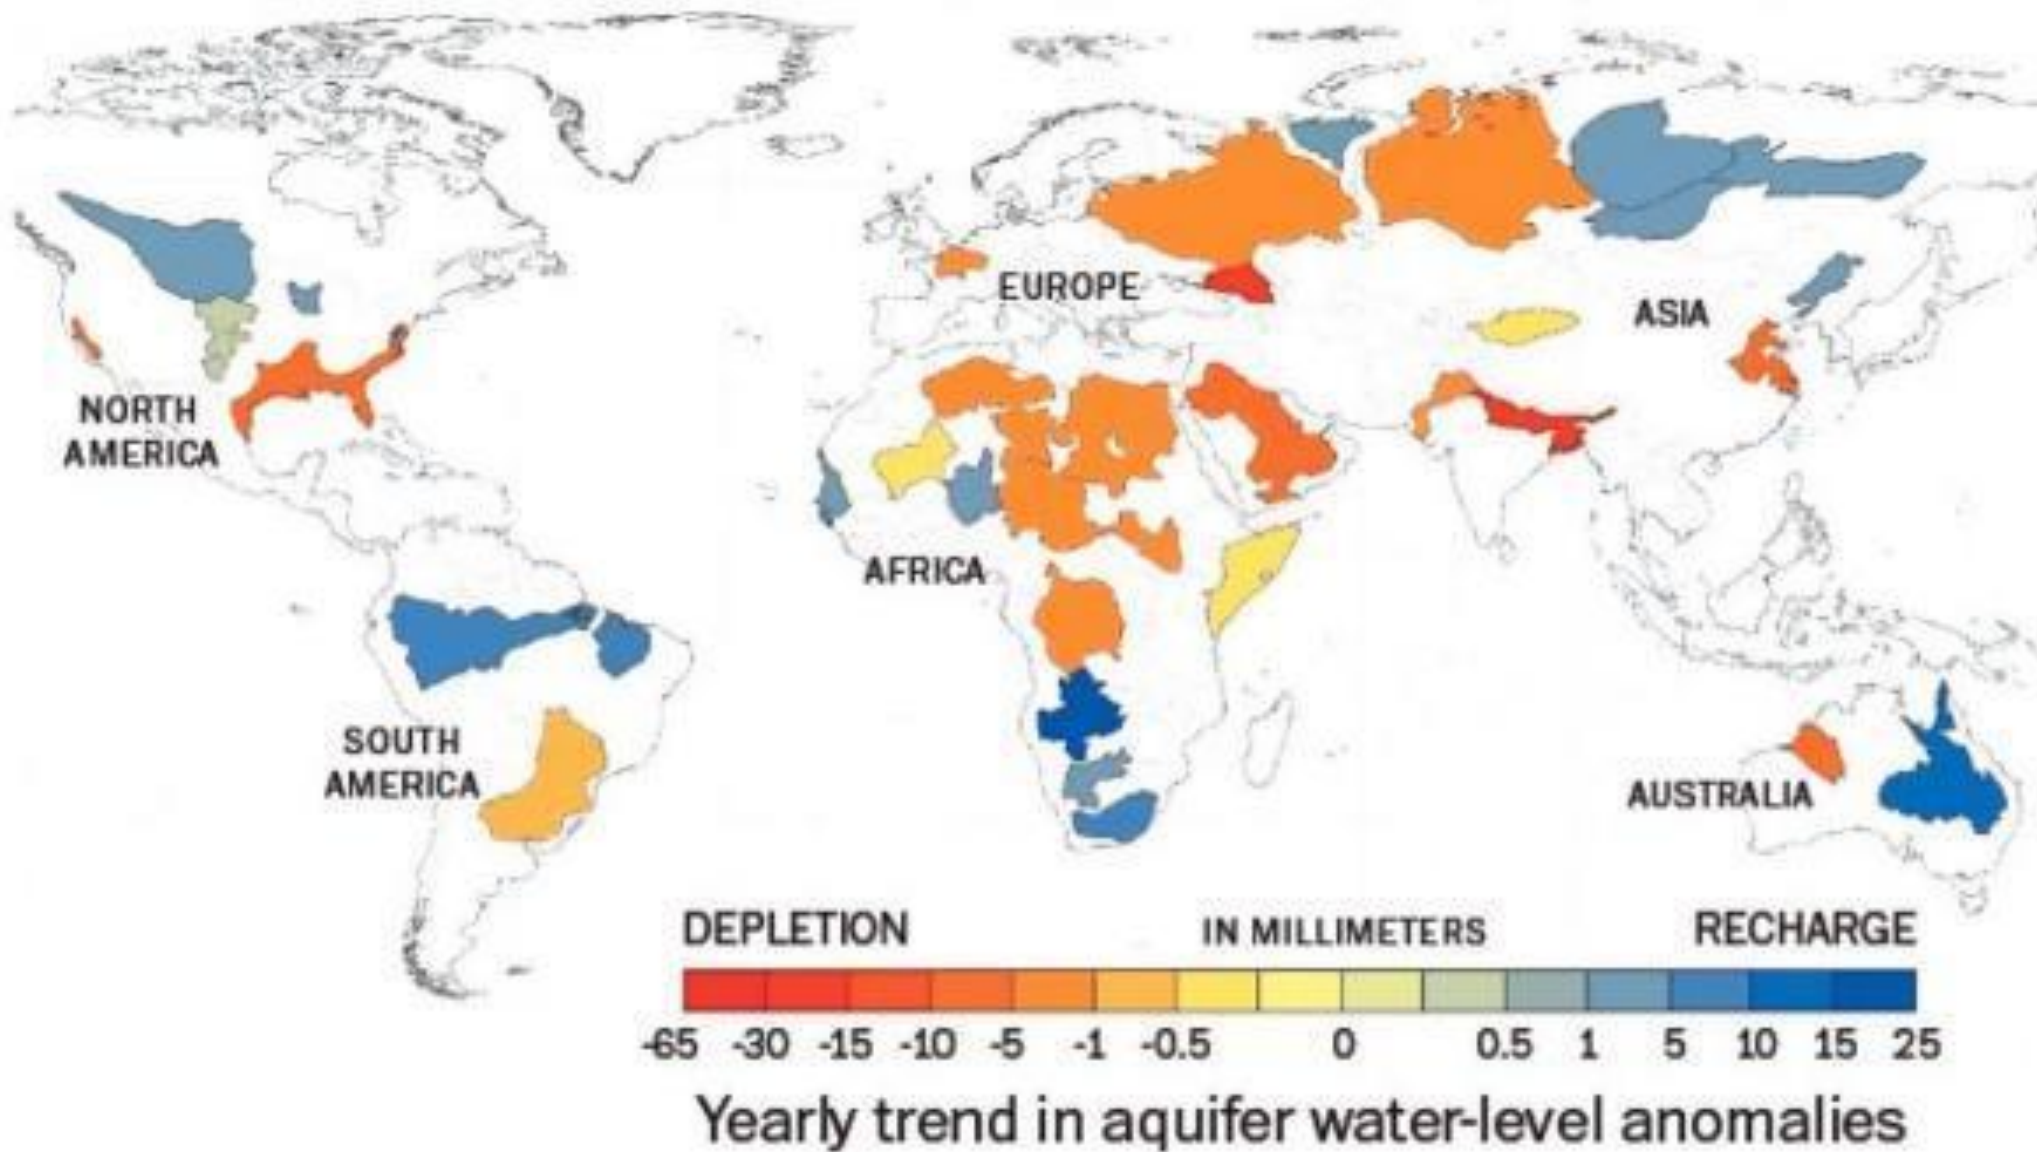 EUROPE
ASIA
NORTH
AMERICA
AFRICA
SOUTH
AMERICA
AUSTRALIA
DEPLETION IN MILLIMETERS RECHARGE
-65 -30 -15 -10 -5 -1 -0.5 0 0.5 1 5 10 15 25
Yearly trend in aquifer water-level anomalies